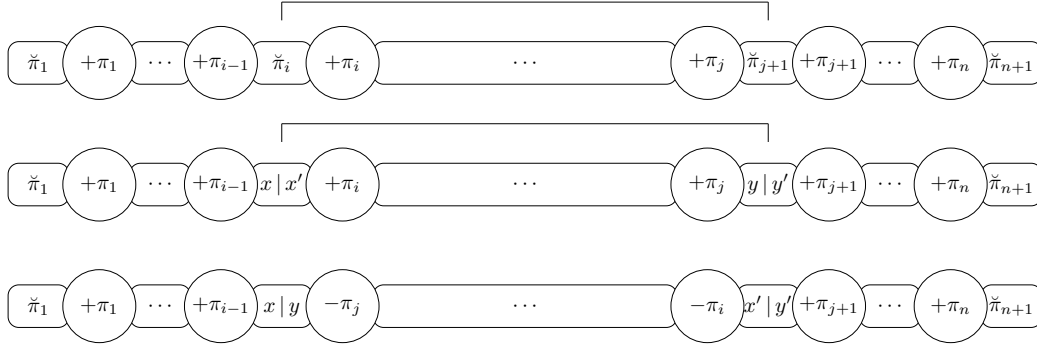 π̆₁ +π₁ ··· +πᵢ₋₁ π̆ᵢ +πᵢ ··· +πⱼ π̆ⱼ₊₁ +πⱼ₊₁ ··· +πₙ π̆ₙ₊₁
π̆₁ +π₁ ··· +πᵢ₋₁ x | x′ +πᵢ ··· +πⱼ y | y′ +πⱼ₊₁ ··· +πₙ π̆ₙ₊₁
π̆₁ +π₁ ··· +πᵢ₋₁ x | y −πⱼ ··· −πᵢ x′ | y′ +πⱼ₊₁ ··· +πₙ π̆ₙ₊₁